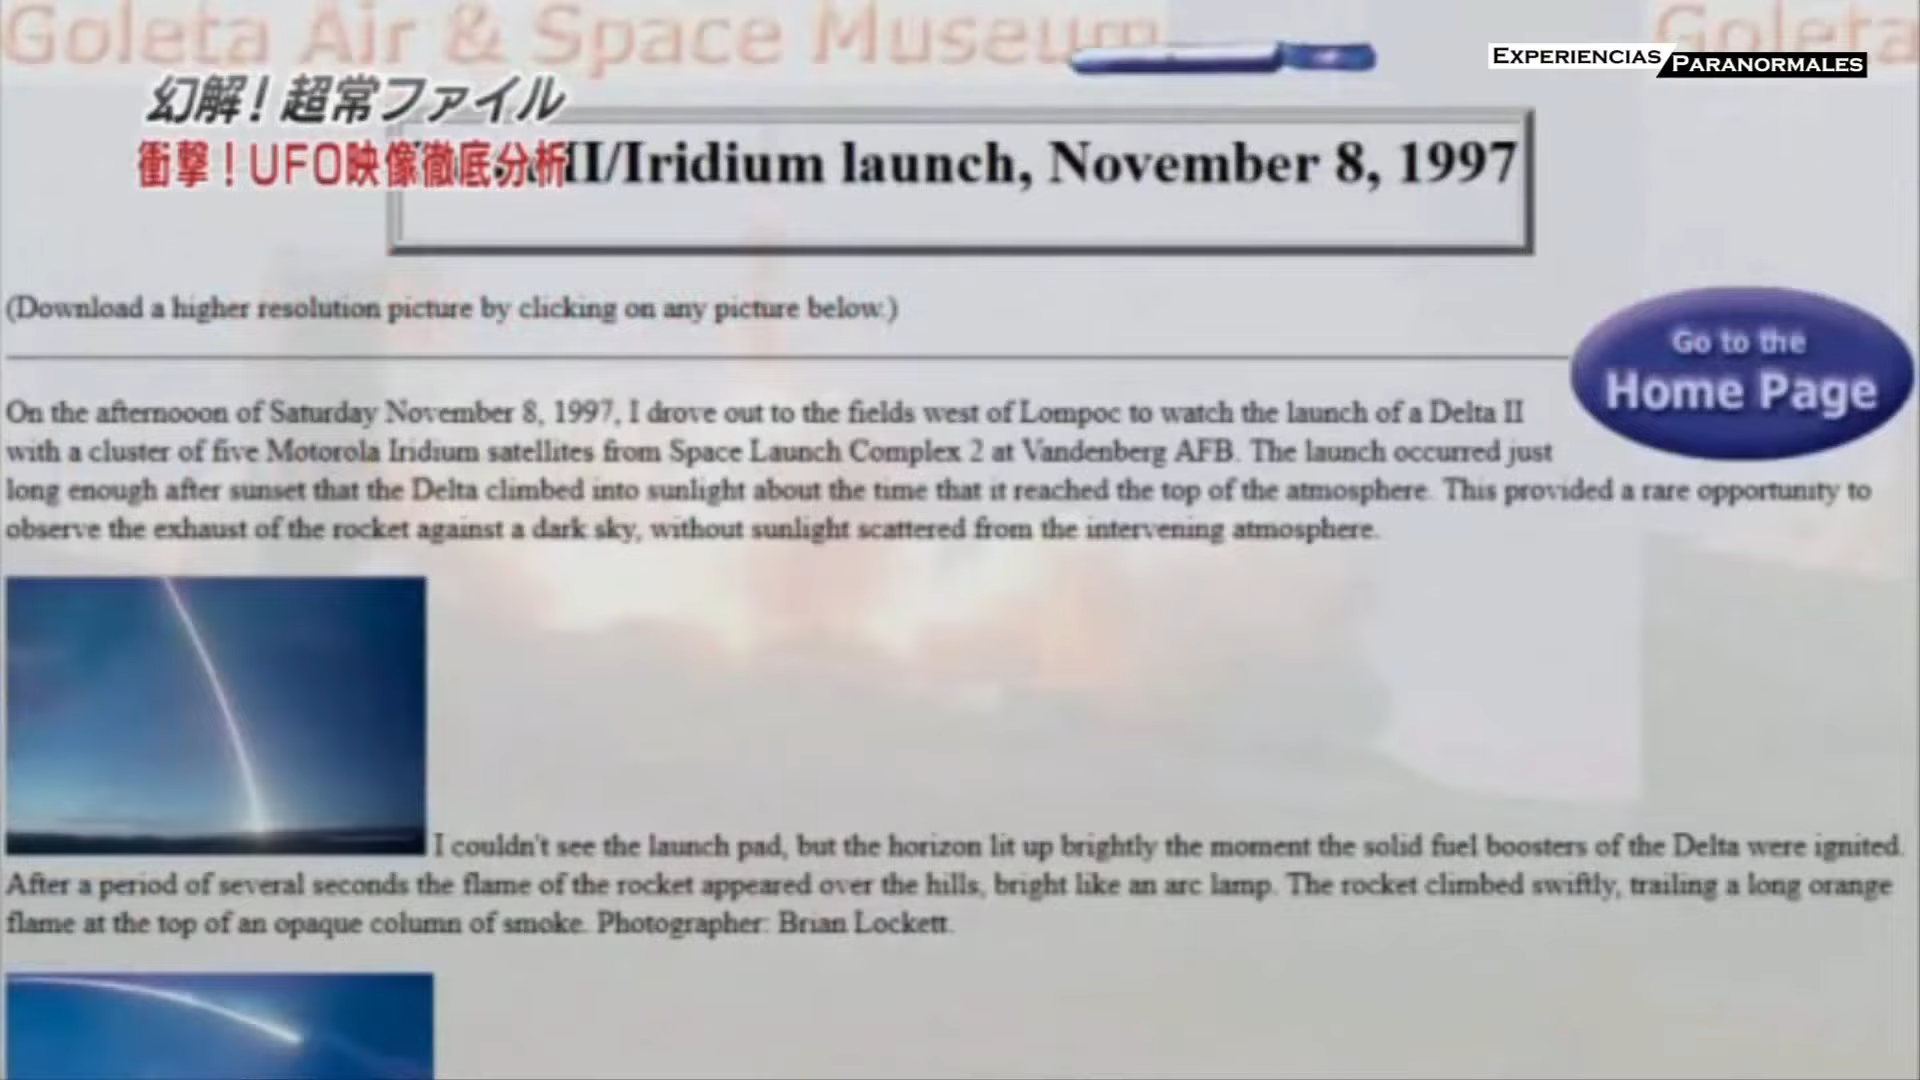 Goleta Air & Space Museum
Goleta
EXPERIENCIAS PARANORMALES
幻解！超常ファイル
衝撃！UFO映像徹底分析
II/Iridium launch, November 8, 1997
(Download a higher resolution picture by clicking on any picture below.)
Go to the
Home Page
On the afternooon of Saturday November 8, 1997, I drove out to the fields west of Lompoc to watch the launch of a Delta II
with a cluster of five Motorola Iridium satellites from Space Launch Complex 2 at Vandenberg AFB. The launch occurred just
long enough after sunset that the Delta climbed into sunlight about the time that it reached the top of the atmosphere. This provided a rare opportunity to
observe the exhaust of the rocket against a dark sky, without sunlight scattered from the intervening atmosphere.
I couldn't see the launch pad, but the horizon lit up brightly the moment the solid fuel boosters of the Delta were ignited.
After a period of several seconds the flame of the rocket appeared over the hills, bright like an arc lamp. The rocket climbed swiftly, trailing a long orange
flame at the top of an opaque column of smoke. Photographer: Brian Lockett.